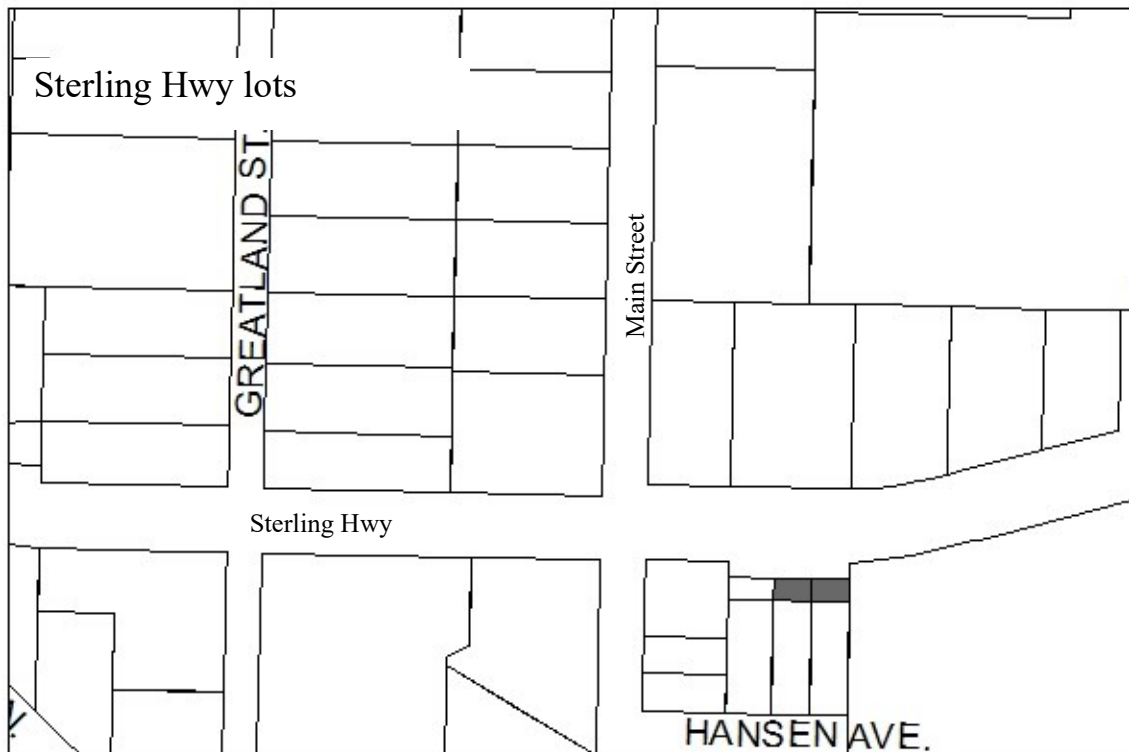 Sterling Hwy lots
GREATLAND ST.
Main Street
Sterling Hwy
HANSEN AVE.